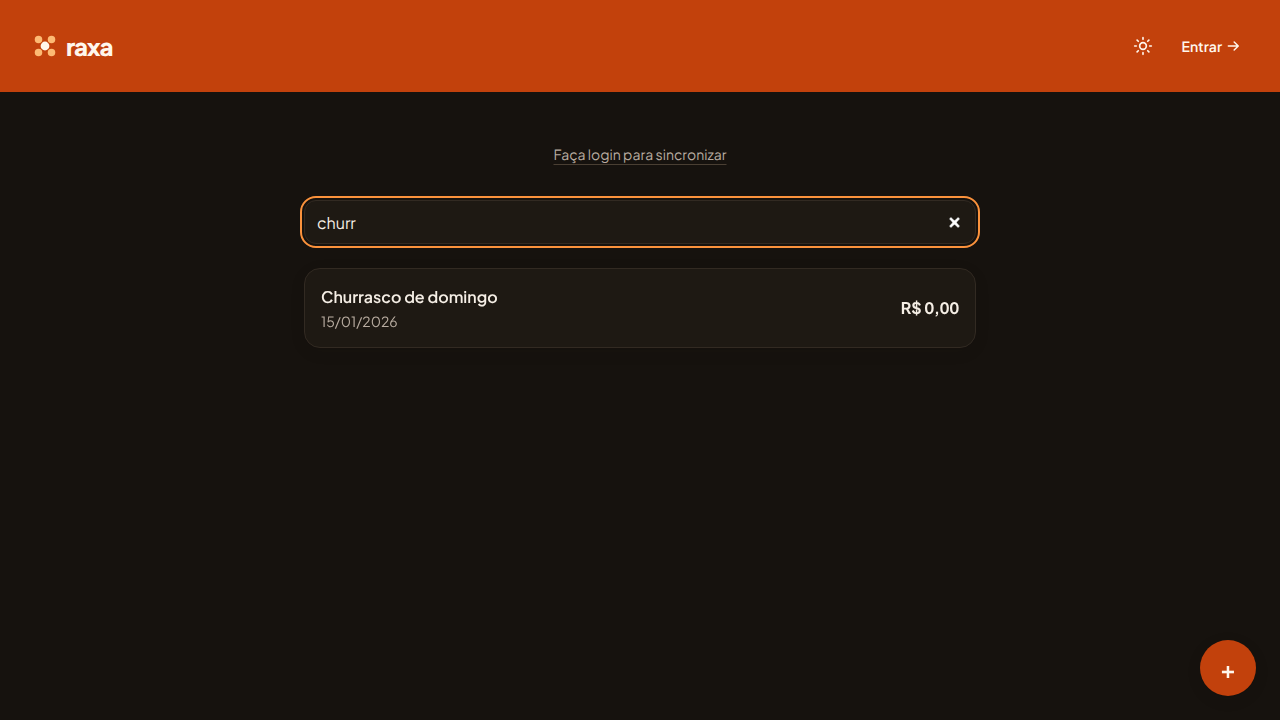 raxa
Entrar →
Faça login para sincronizar
churr
Churrasco de domingo
15/01/2026
R$ 0,00
+